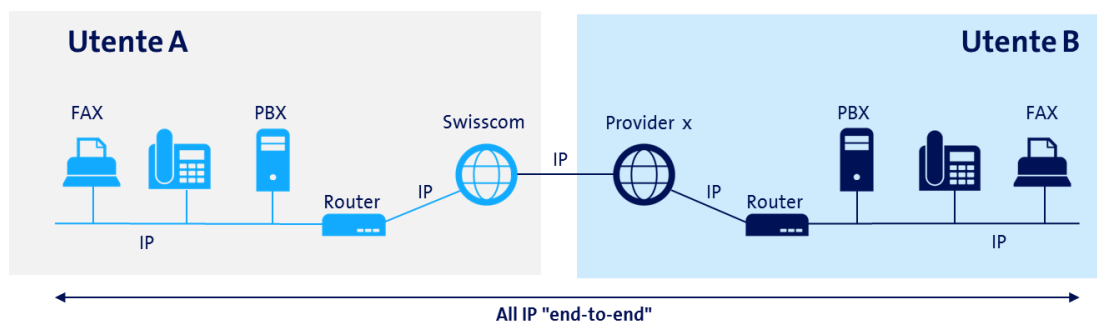 Utente A
Utente B
FAX
PBX
Swisscom
Provider x
PBX
FAX
IP
IP
IP
Router
Router
IP
IP
All IP "end-to-end"